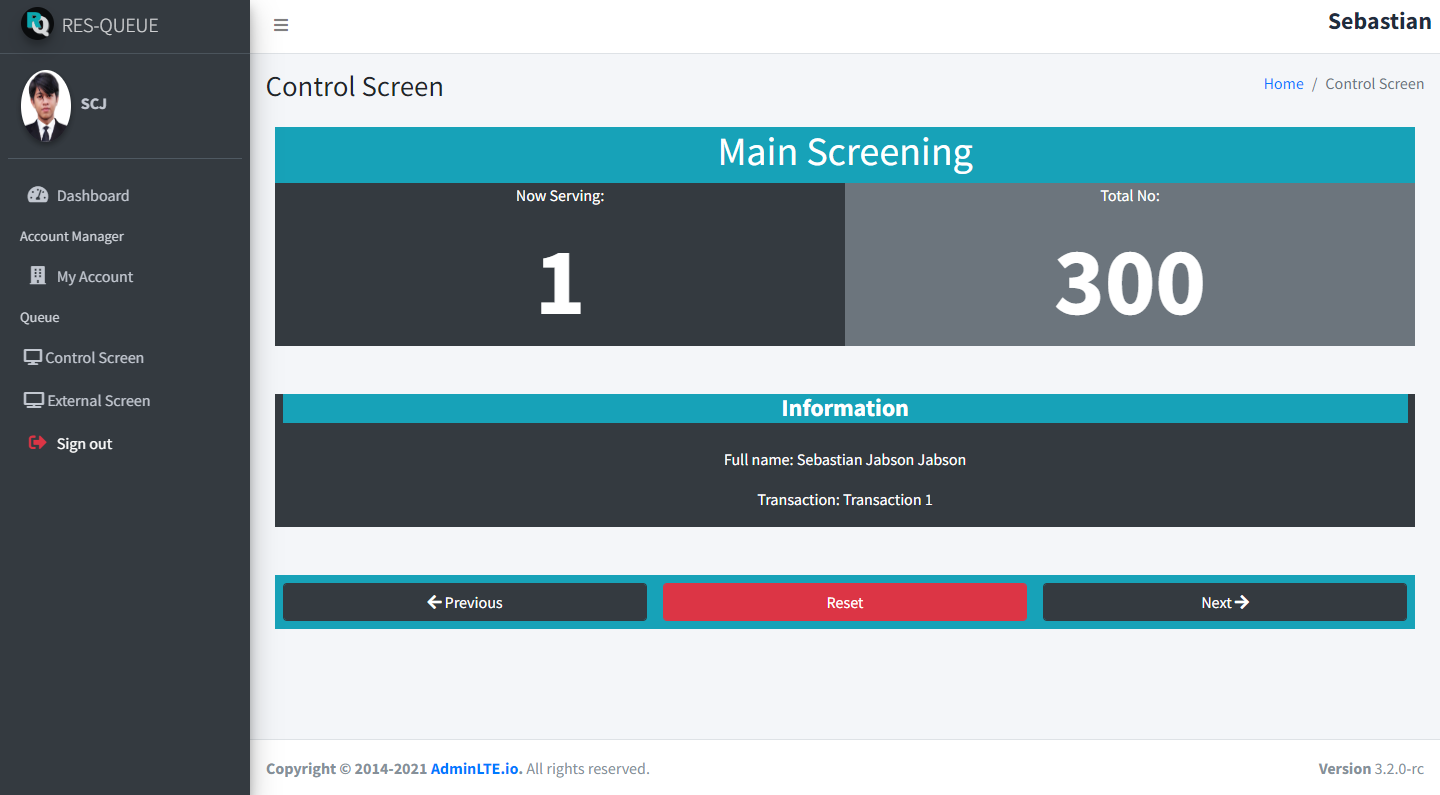 RES-QUEUE
Sebastian
SCJ
Dashboard
Account Manager
My Account
Queue
Control Screen
External Screen
Sign out
Control Screen
Home / Control Screen
Main Screening
Now Serving:
1
Total No:
300
Information
Full name: Sebastian Jabson Jabson
Transaction: Transaction 1
Previous
Reset
Next
Copyright © 2014-2021 AdminLTE.io. All rights reserved.
Version 3.2.0-rc